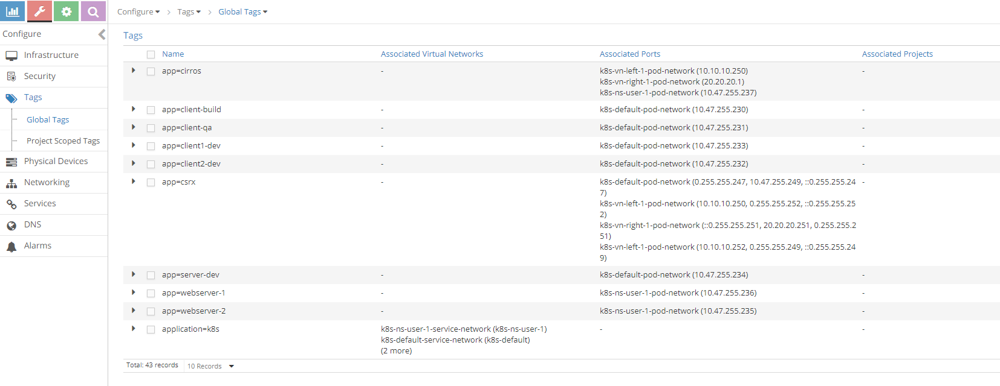 Configure ▾ > Tags ▾ > Global Tags ▾
Configure
Infrastructure
Security
Tags
Global Tags
Project Scoped Tags
Physical Devices
Networking
Services
DNS
Alarms
Tags
Name Associated Virtual Networks Associated Ports Associated Projects
app=cirros - k8s-vn-left-1-pod-network (10.10.10.250) -
k8s-vn-right-1-pod-network (20.20.20.1)
k8s-ns-user-1-pod-network (10.47.255.237)
app=client-build - k8s-default-pod-network (10.47.255.230) -
app=client-qa - k8s-default-pod-network (10.47.255.231) -
app=client1-dev - k8s-default-pod-network (10.47.255.233) -
app=client2-dev - k8s-default-pod-network (10.47.255.232) -
app=csrx - k8s-default-pod-network (0.255.255.247, 10.47.255.249, ::0.255.255.24 -
7)
k8s-vn-left-1-pod-network (10.10.10.250, 0.255.255.252, ::0.255.255.25
2)
k8s-vn-right-1-pod-network (::0.255.255.251, 20.20.20.251, 0.255.255.2
51)
k8s-vn-left-1-pod-network (10.10.10.252, 0.255.255.249, ::0.255.255.24
9)
app=server-dev - k8s-default-pod-network (10.47.255.234) -
app=webserver-1 - k8s-ns-user-1-pod-network (10.47.255.236) -
app=webserver-2 - k8s-ns-user-1-pod-network (10.47.255.235) -
application=k8s k8s-ns-user-1-service-network (k8s-ns-user-1) - -
k8s-default-service-network (k8s-default)
(2 more)
Total: 43 records 10 Records